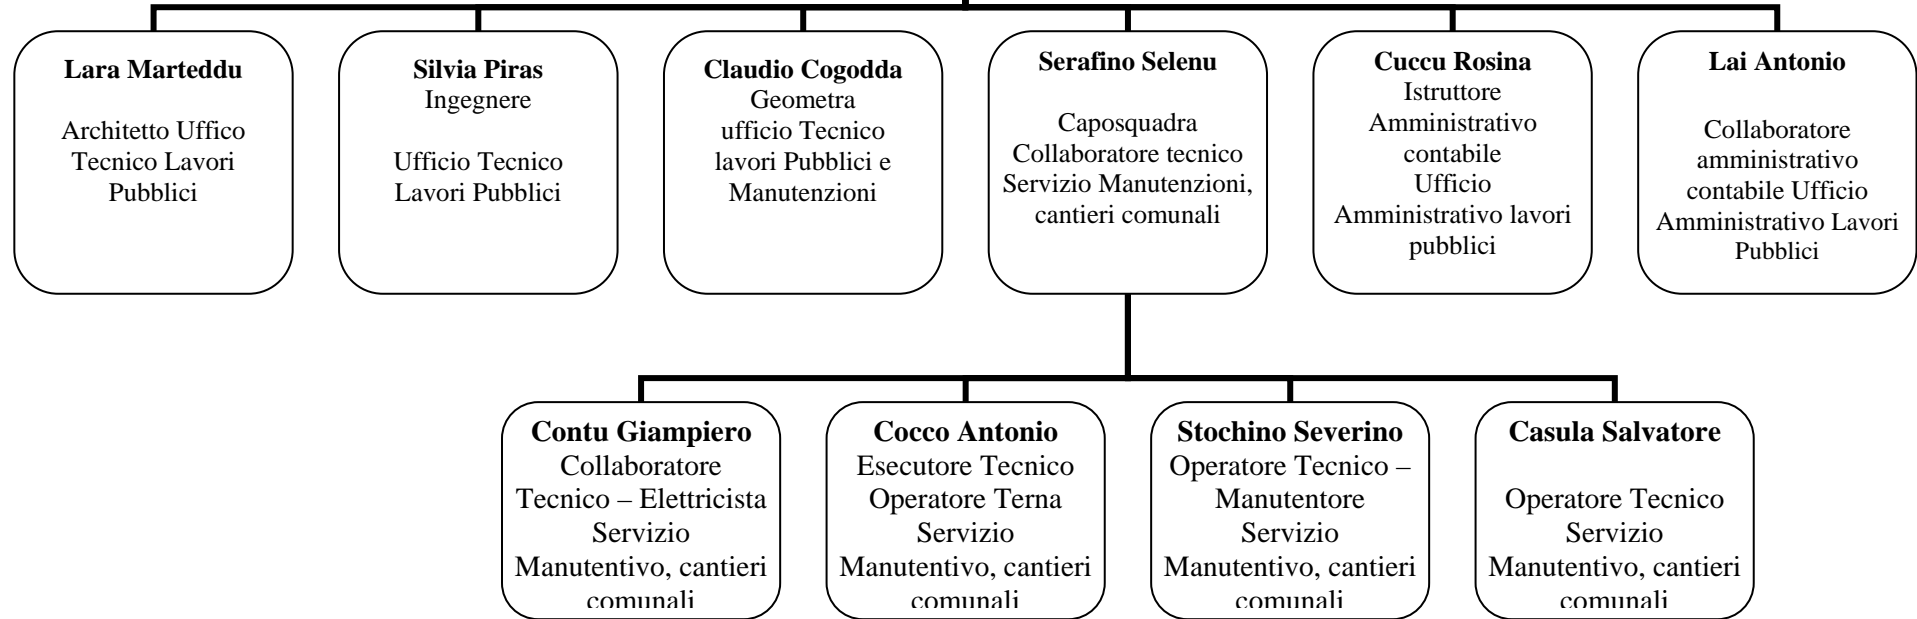 Lara Marteddu
Architetto Uffico
Tecnico Lavori
Pubblici
Silvia Piras
Ingegnere
Ufficio Tecnico
Lavori Pubblici
Claudio Cogodda
Geometra
ufficio Tecnico
lavori Pubblici e
Manutenzioni
Serafino Selenu
Caposquadra
Collaboratore tecnico
Servizio Manutenzioni,
cantieri comunali
Cuccu Rosina
Istruttore
Amministrativo
contabile
Ufficio
Amministrativo lavori
pubblici
Lai Antonio
Collaboratore
amministrativo
contabile Ufficio
Amministrativo Lavori
Pubblici
Contu Giampiero
Collaboratore
Tecnico – Elettricista
Servizio
Manutentivo, cantieri
comunali
Cocco Antonio
Esecutore Tecnico
Operatore Terna
Servizio
Manutentivo, cantieri
comunali
Stochino Severino
Operatore Tecnico –
Manutentore
Servizio
Manutentivo, cantieri
comunali
Casula Salvatore
Operatore Tecnico
Servizio
Manutentivo, cantieri
comunali